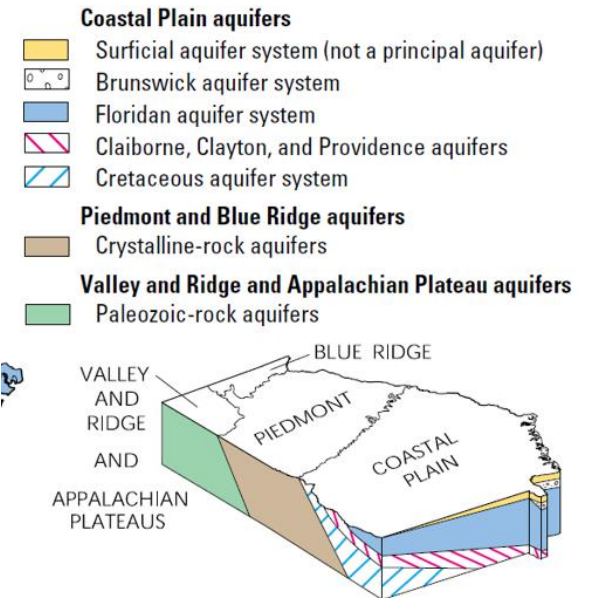 Coastal Plain aquifers
Surficial aquifer system (not a principal aquifer)
Brunswick aquifer system
Floridan aquifer system
Claiborne, Clayton, and Providence aquifers
Cretaceous aquifer system
Piedmont and Blue Ridge aquifers
Crystalline-rock aquifers
Valley and Ridge and Appalachian Plateau aquifers
Paleozoic-rock aquifers
BLUE RIDGE
VALLEY
AND
RIDGE
AND
APPALACHIAN
PLATEAUS
PIEDMONT
COASTAL
PLAIN